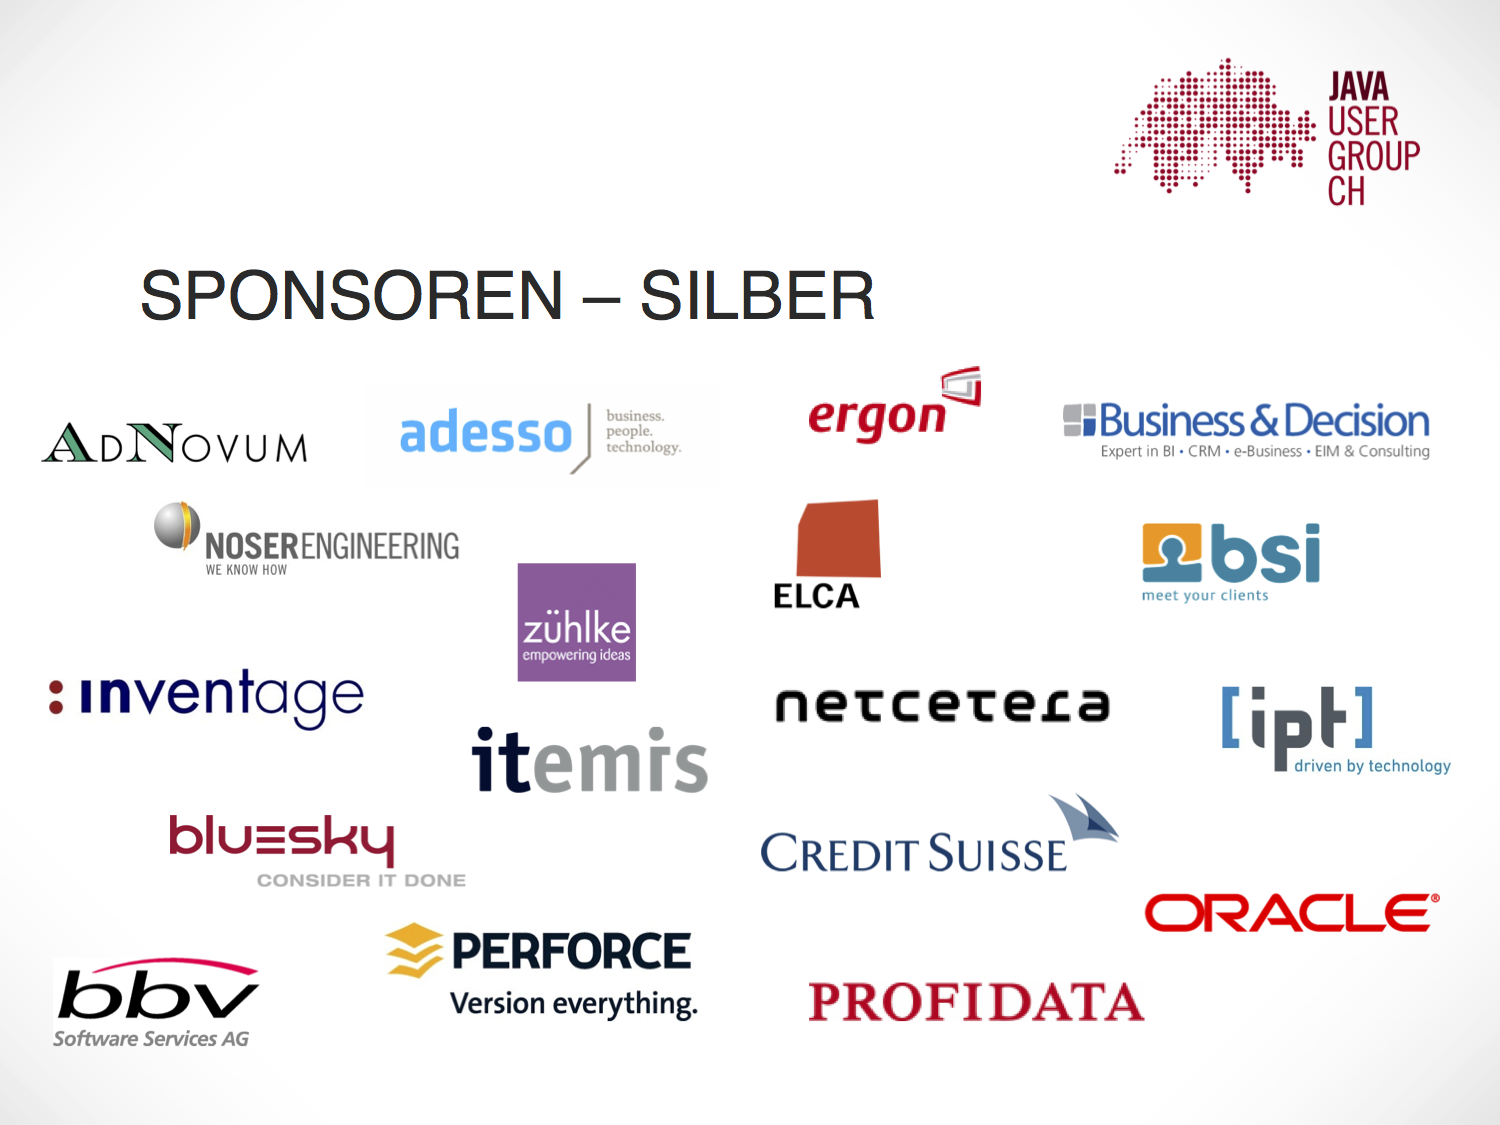 JAVA
USER
GROUP
CH
SPONSOREN – SILBER
ADNOVUM
adesso
business.
people.
technology.
ergon
Business & Decision
Expert in BI • CRM • e-Business • EIM & Consulting
NOSER ENGINEERING
WE KNOW HOW
zühlke
empowering ideas
ELCA
bsi
meet your clients
: inventage
netcetera
[ipt]
driven by technology
itemis
bluesky
CONSIDER IT DONE
CREDIT SUISSE
ORACLE®
PERFORCE
Version everything.
bbv
Software Services AG
PROFIDATA